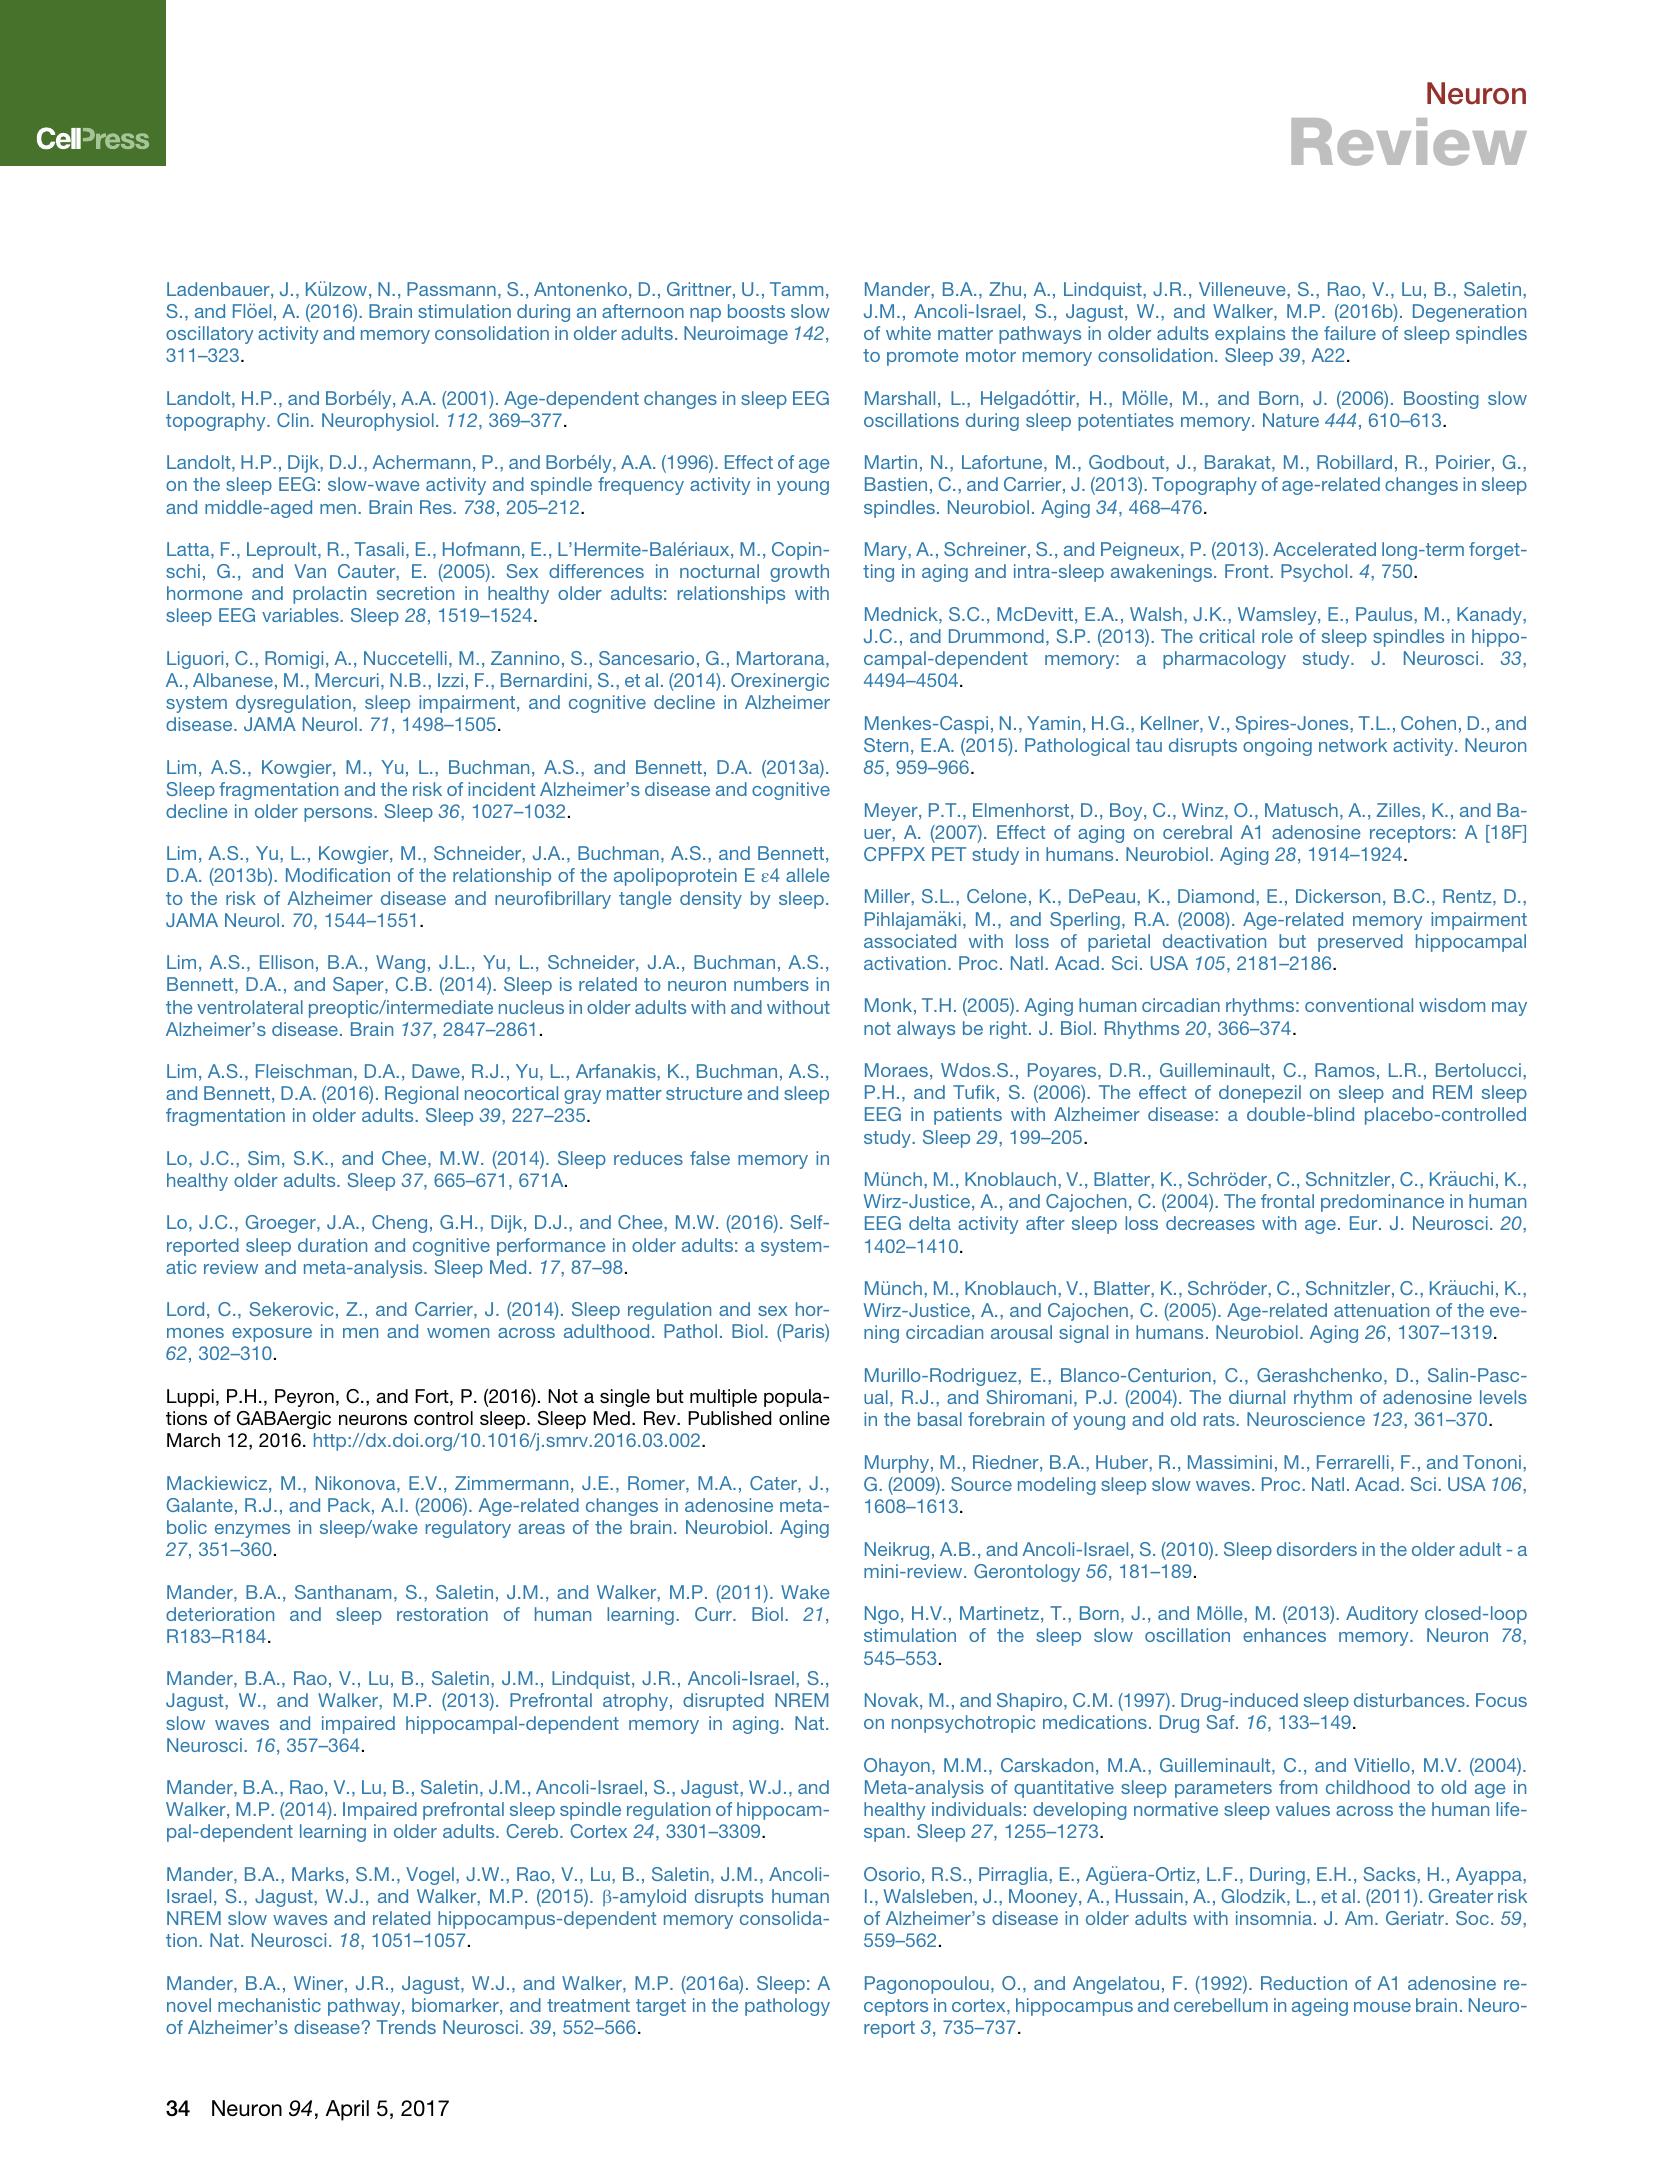 CellPress
Neuron
Review
Ladenbauer, J., Külzow, N., Passmann, S., Antonenko, D., Grittner, U., Tamm,
S., and Flöel, A. (2016). Brain stimulation during an afternoon nap boosts slow
oscillatory activity and memory consolidation in older adults. Neuroimage 142,
311–323.
Landolt, H.P., and Borbély, A.A. (2001). Age-dependent changes in sleep EEG
topography. Clin. Neurophysiol. 112, 369–377.
Landolt, H.P., Dijk, D.J., Achermann, P., and Borbély, A.A. (1996). Effect of age
on the sleep EEG: slow-wave activity and spindle frequency activity in young
and middle-aged men. Brain Res. 738, 205–212.
Latta, F., Leproult, R., Tasali, E., Hofmann, E., L’Hermite-Balériaux, M., Copin-
schi, G., and Van Cauter, E. (2005). Sex differences in nocturnal growth
hormone and prolactin secretion in healthy older adults: relationships with
sleep EEG variables. Sleep 28, 1519–1524.
Liguori, C., Romigi, A., Nuccetelli, M., Zannino, S., Sancesario, G., Martorana,
A., Albanese, M., Mercuri, N.B., Izzi, F., Bernardini, S., et al. (2014). Orexinergic
system dysregulation, sleep impairment, and cognitive decline in Alzheimer
disease. JAMA Neurol. 71, 1498–1505.
Lim, A.S., Kowgier, M., Yu, L., Buchman, A.S., and Bennett, D.A. (2013a).
Sleep fragmentation and the risk of incident Alzheimer’s disease and cognitive
decline in older persons. Sleep 36, 1027–1032.
Lim, A.S., Yu, L., Kowgier, M., Schneider, J.A., Buchman, A.S., and Bennett,
D.A. (2013b). Modification of the relationship of the apolipoprotein E ε4 allele
to the risk of Alzheimer disease and neurofibrillary tangle density by sleep.
JAMA Neurol. 70, 1544–1551.
Lim, A.S., Ellison, B.A., Wang, J.L., Yu, L., Schneider, J.A., Buchman, A.S.,
Bennett, D.A., and Saper, C.B. (2014). Sleep is related to neuron numbers in
the ventrolateral preoptic/intermediate nucleus in older adults with and without
Alzheimer’s disease. Brain 137, 2847–2861.
Lim, A.S., Fleischman, D.A., Dawe, R.J., Yu, L., Arfanakis, K., Buchman, A.S.,
and Bennett, D.A. (2016). Regional neocortical gray matter structure and sleep
fragmentation in older adults. Sleep 39, 227–235.
Lo, J.C., Sim, S.K., and Chee, M.W. (2014). Sleep reduces false memory in
healthy older adults. Sleep 37, 665–671, 671A.
Lo, J.C., Groeger, J.A., Cheng, G.H., Dijk, D.J., and Chee, M.W. (2016). Self-
reported sleep duration and cognitive performance in older adults: a system-
atic review and meta-analysis. Sleep Med. 17, 87–98.
Lord, C., Sekerovic, Z., and Carrier, J. (2014). Sleep regulation and sex hor-
mones exposure in men and women across adulthood. Pathol. Biol. (Paris)
62, 302–310.
Luppi, P.H., Peyron, C., and Fort, P. (2016). Not a single but multiple popula-
tions of GABAergic neurons control sleep. Sleep Med. Rev. Published online
March 12, 2016. http://dx.doi.org/10.1016/j.smrv.2016.03.002.
Mackiewicz, M., Nikonova, E.V., Zimmermann, J.E., Romer, M.A., Cater, J.,
Galante, R.J., and Pack, A.I. (2006). Age-related changes in adenosine meta-
bolic enzymes in sleep/wake regulatory areas of the brain. Neurobiol. Aging
27, 351–360.
Mander, B.A., Santhanam, S., Saletin, J.M., and Walker, M.P. (2011). Wake
deterioration and sleep restoration of human learning. Curr. Biol. 21,
R183–R184.
Mander, B.A., Rao, V., Lu, B., Saletin, J.M., Lindquist, J.R., Ancoli-Israel, S.,
Jagust, W., and Walker, M.P. (2013). Prefrontal atrophy, disrupted NREM
slow waves and impaired hippocampal-dependent memory in aging. Nat.
Neurosci. 16, 357–364.
Mander, B.A., Rao, V., Lu, B., Saletin, J.M., Ancoli-Israel, S., Jagust, W.J., and
Walker, M.P. (2014). Impaired prefrontal sleep spindle regulation of hippocam-
pal-dependent learning in older adults. Cereb. Cortex 24, 3301–3309.
Mander, B.A., Marks, S.M., Vogel, J.W., Rao, V., Lu, B., Saletin, J.M., Ancoli-
Israel, S., Jagust, W.J., and Walker, M.P. (2015). β-amyloid disrupts human
NREM slow waves and related hippocampus-dependent memory consolida-
tion. Nat. Neurosci. 18, 1051–1057.
Mander, B.A., Winer, J.R., Jagust, W.J., and Walker, M.P. (2016a). Sleep: A
novel mechanistic pathway, biomarker, and treatment target in the pathology
of Alzheimer’s disease? Trends Neurosci. 39, 552–566.
Mander, B.A., Zhu, A., Lindquist, J.R., Villeneuve, S., Rao, V., Lu, B., Saletin,
J.M., Ancoli-Israel, S., Jagust, W., and Walker, M.P. (2016b). Degeneration
of white matter pathways in older adults explains the failure of sleep spindles
to promote motor memory consolidation. Sleep 39, A22.
Marshall, L., Helgadóttir, H., Mölle, M., and Born, J. (2006). Boosting slow
oscillations during sleep potentiates memory. Nature 444, 610–613.
Martin, N., Lafortune, M., Godbout, J., Barakat, M., Robillard, R., Poirier, G.,
Bastien, C., and Carrier, J. (2013). Topography of age-related changes in sleep
spindles. Neurobiol. Aging 34, 468–476.
Mary, A., Schreiner, S., and Peigneux, P. (2013). Accelerated long-term forget-
ting in aging and intra-sleep awakenings. Front. Psychol. 4, 750.
Mednick, S.C., McDevitt, E.A., Walsh, J.K., Wamsley, E., Paulus, M., Kanady,
J.C., and Drummond, S.P. (2013). The critical role of sleep spindles in hippo-
campal-dependent memory: a pharmacology study. J. Neurosci. 33,
4494–4504.
Menkes-Caspi, N., Yamin, H.G., Kellner, V., Spires-Jones, T.L., Cohen, D., and
Stern, E.A. (2015). Pathological tau disrupts ongoing network activity. Neuron
85, 959–966.
Meyer, P.T., Elmenhorst, D., Boy, C., Winz, O., Matusch, A., Zilles, K., and Ba-
uer, A. (2007). Effect of aging on cerebral A1 adenosine receptors: A [18F]
CPFPX PET study in humans. Neurobiol. Aging 28, 1914–1924.
Miller, S.L., Celone, K., DePeau, K., Diamond, E., Dickerson, B.C., Rentz, D.,
Pihlajamäki, M., and Sperling, R.A. (2008). Age-related memory impairment
associated with loss of parietal deactivation but preserved hippocampal
activation. Proc. Natl. Acad. Sci. USA 105, 2181–2186.
Monk, T.H. (2005). Aging human circadian rhythms: conventional wisdom may
not always be right. J. Biol. Rhythms 20, 366–374.
Moraes, Wdos.S., Poyares, D.R., Guilleminault, C., Ramos, L.R., Bertolucci,
P.H., and Tufik, S. (2006). The effect of donepezil on sleep and REM sleep
EEG in patients with Alzheimer disease: a double-blind placebo-controlled
study. Sleep 29, 199–205.
Münch, M., Knoblauch, V., Blatter, K., Schröder, C., Schnitzler, C., Kräuchi, K.,
Wirz-Justice, A., and Cajochen, C. (2004). The frontal predominance in human
EEG delta activity after sleep loss decreases with age. Eur. J. Neurosci. 20,
1402–1410.
Münch, M., Knoblauch, V., Blatter, K., Schröder, C., Schnitzler, C., Kräuchi, K.,
Wirz-Justice, A., and Cajochen, C. (2005). Age-related attenuation of the eve-
ning circadian arousal signal in humans. Neurobiol. Aging 26, 1307–1319.
Murillo-Rodriguez, E., Blanco-Centurion, C., Gerashchenko, D., Salin-Pasc-
ual, R.J., and Shiromani, P.J. (2004). The diurnal rhythm of adenosine levels
in the basal forebrain of young and old rats. Neuroscience 123, 361–370.
Murphy, M., Riedner, B.A., Huber, R., Massimini, M., Ferrarelli, F., and Tononi,
G. (2009). Source modeling sleep slow waves. Proc. Natl. Acad. Sci. USA 106,
1608–1613.
Neikrug, A.B., and Ancoli-Israel, S. (2010). Sleep disorders in the older adult - a
mini-review. Gerontology 56, 181–189.
Ngo, H.V., Martinetz, T., Born, J., and Mölle, M. (2013). Auditory closed-loop
stimulation of the sleep slow oscillation enhances memory. Neuron 78,
545–553.
Novak, M., and Shapiro, C.M. (1997). Drug-induced sleep disturbances. Focus
on nonpsychotropic medications. Drug Saf. 16, 133–149.
Ohayon, M.M., Carskadon, M.A., Guilleminault, C., and Vitiello, M.V. (2004).
Meta-analysis of quantitative sleep parameters from childhood to old age in
healthy individuals: developing normative sleep values across the human life-
span. Sleep 27, 1255–1273.
Osorio, R.S., Pirraglia, E., Agüera-Ortiz, L.F., During, E.H., Sacks, H., Ayappa,
I., Walsleben, J., Mooney, A., Hussain, A., Glodzik, L., et al. (2011). Greater risk
of Alzheimer’s disease in older adults with insomnia. J. Am. Geriatr. Soc. 59,
559–562.
Pagonopoulou, O., and Angelatou, F. (1992). Reduction of A1 adenosine re-
ceptors in cortex, hippocampus and cerebellum in ageing mouse brain. Neuro-
report 3, 735–737.
34 Neuron 94, April 5, 2017